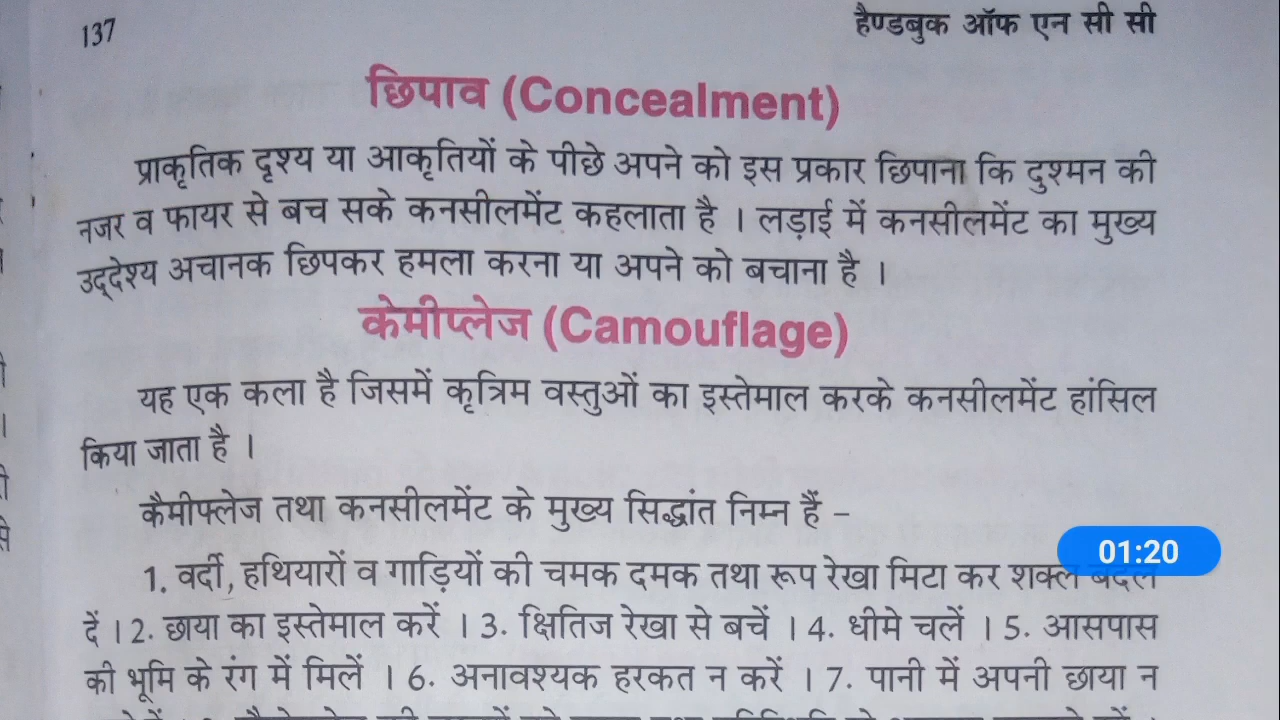 137
हैण्डबुक ऑफ एन सी सी
छिपाव (Concealment)
प्राकृतिक दृश्य या आकृतियों के पीछे अपने को इस प्रकार छिपाना कि दुश्मन की
नजर व फायर से बच सके कनसीलमेंट कहलाता है । लड़ाई में कनसीलमेंट का मुख्य
उद्देश्य अचानक छिपकर हमला करना या अपने को बचाना है ।
केमीप्लेज (Camouflage)
यह एक कला है जिसमें कृत्रिम वस्तुओं का इस्तेमाल करके कनसीलमेंट हांसिल
किया जाता है ।
कैमीफ्लेज तथा कनसीलमेंट के मुख्य सिद्धांत निम्न हैं –
01:20
1. वर्दी, हथियारों व गाड़ियों की चमक दमक तथा रूप रेखा मिटा कर शक्ल बदल
दें । 2. छाया का इस्तेमाल करें । 3. क्षितिज रेखा से बचें । 4. धीमे चलें । 5. आसपास
की भूमि के रंग में मिलें । 6. अनावश्यक हरकत न करें । 7. पानी में अपनी छाया न